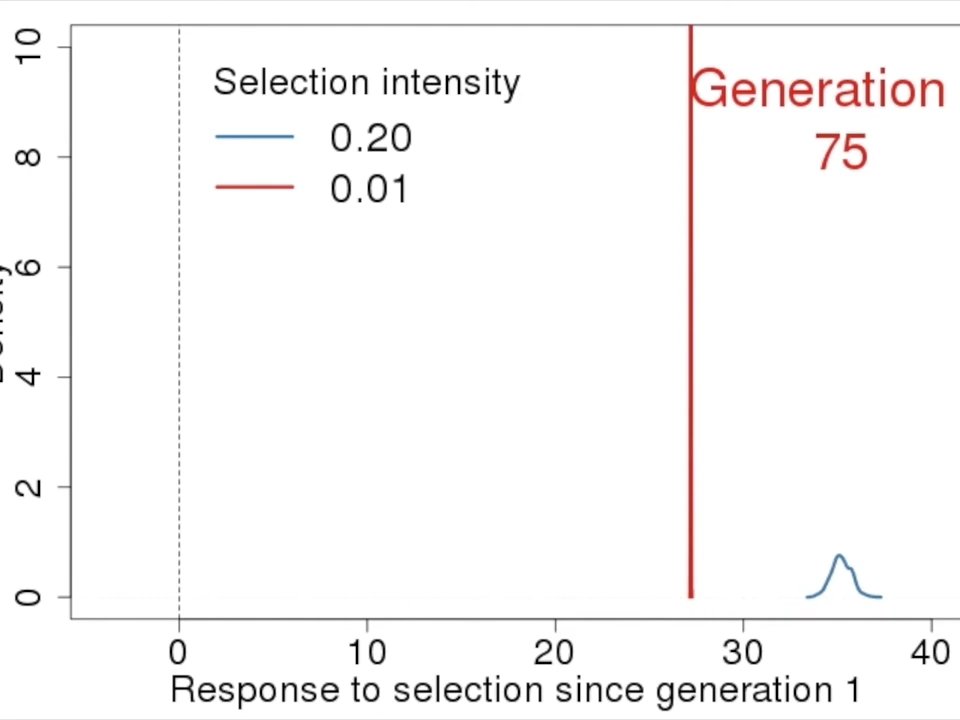 Selection intensity
0.20
0.01
Generation
75
10
8
6
4
2
0
0 10 20 30 40
Response to selection since generation 1